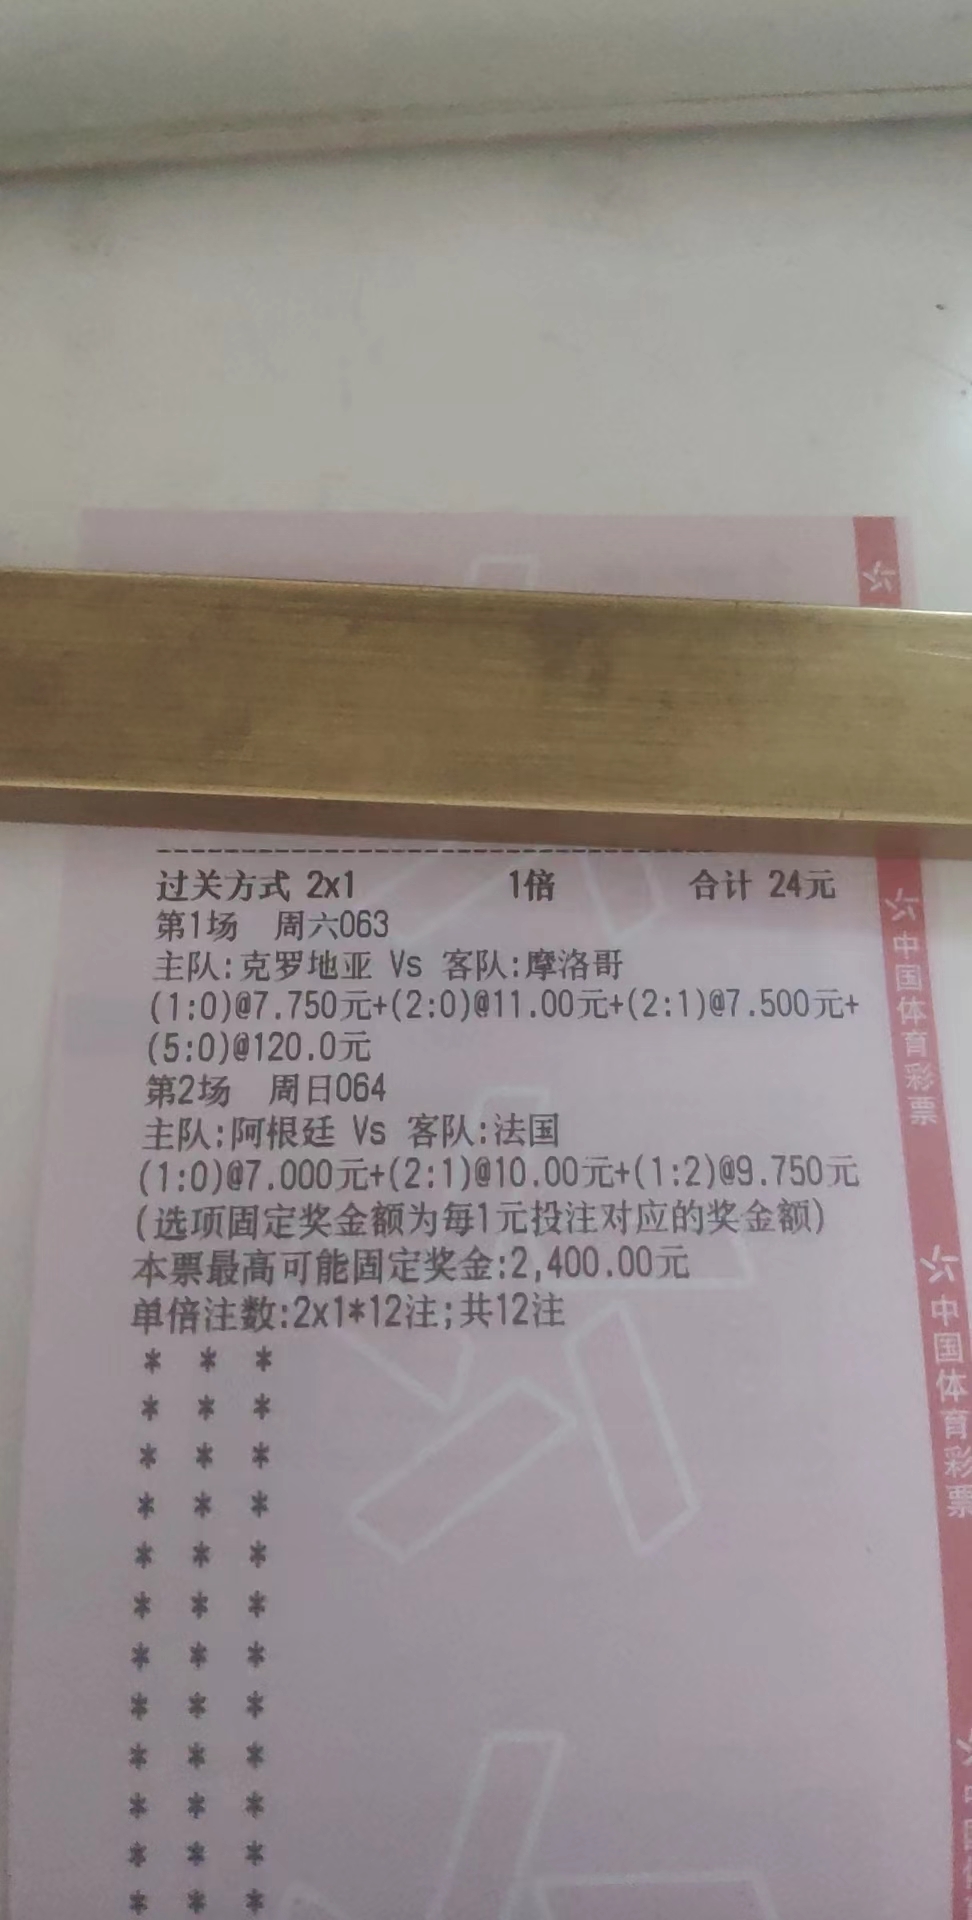 过关方式 2x1 1倍 合计 24元
第1场 周六063
主队:克罗地亚 Vs 客队:摩洛哥
(1:0)@7.750元+(2:0)@11.00元+(2:1)@7.500元+
(5:0)@120.0元
第2场 周日064
主队:阿根廷 Vs 客队:法国
(1:0)@7.000元+(2:1)@10.00元+(1:2)@9.750元
(选项固定奖金额为每1元投注对应的奖金额)
本票最高可能固定奖金:2,400.00元
单倍注数:2x1*12注;共12注
* * *
* * *
* * *
* * *
* * *
* * *
* * *
* * *
* * *
* * *
* * *
* * *
中国体育彩票
中国体育彩票